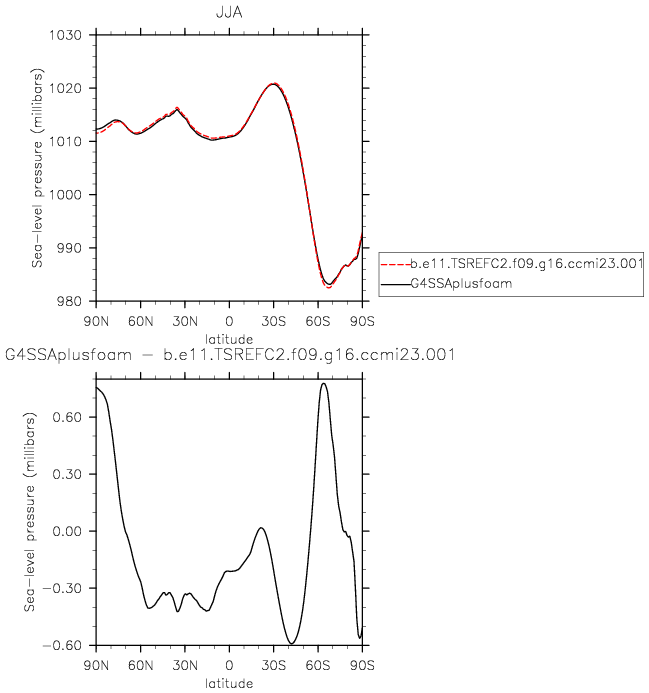 JJA
Sea-level pressure (millibars)
1030
1020
1010
1000
990
980
90N 60N 30N 0 30S 60S 90S
latitude
b.e11.TSREFC2.f09.g16.ccmi23.001
G4SSAplusfoam
G4SSAplusfoam - b.e11.TSREFC2.f09.g16.ccmi23.001
Sea-level pressure (millibars)
0.60
0.30
0.00
-0.30
-0.60
90N 60N 30N 0 30S 60S 90S
latitude